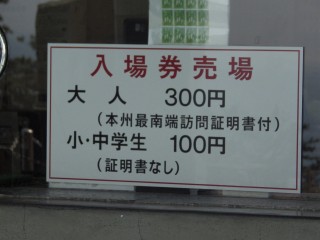 入場券売場
大人 300円
(本州最南端訪問証明書付)
小・中学生 100円
(証明書なし)